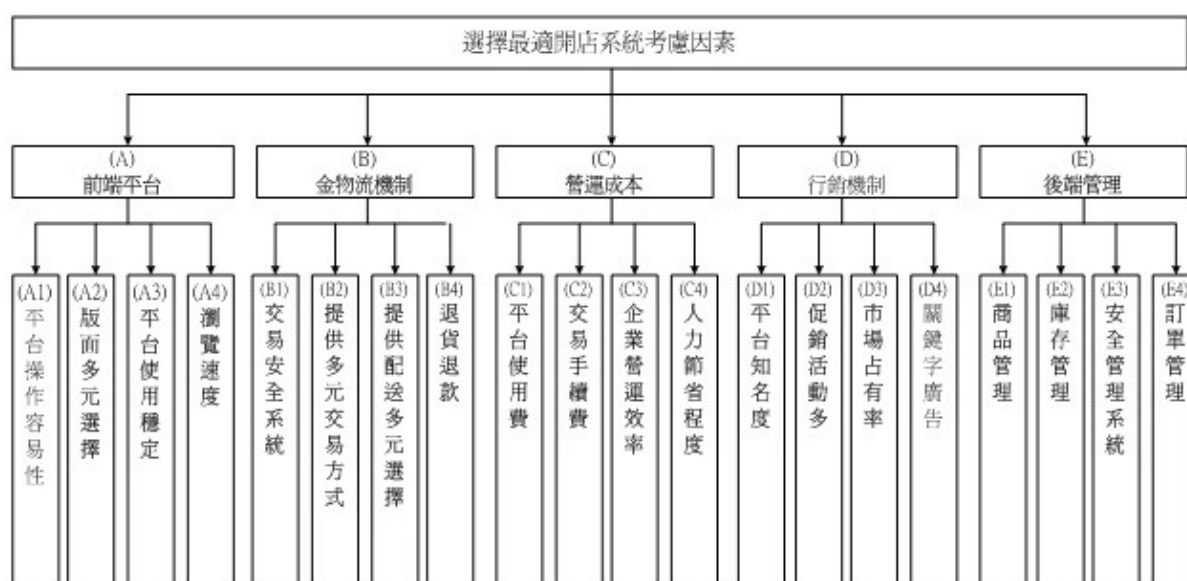 選擇最適開店系統考慮因素
(A)
前端平台
(B)
金物流機制
(C)
營運成本
(D)
行銷機制
(E)
後端管理
(A1)
平台操作容易性
(A2)
版面多元選擇
(A3)
平台使用穩定
(A4)
瀏覽速度
(B1)
交易安全系統
(B2)
提供多元交易方式
(B3)
提供配送多元選擇
(B4)
退貨退款
(C1)
平台使用費
(C2)
交易手續費
(C3)
企業營運效率
(C4)
人力節省程度
(D1)
平台知名度
(D2)
促銷活動多
(D3)
市場占有率
(D4)
關鍵字廣告
(E1)
商品管理
(E2)
庫存管理
(E3)
安全管理系統
(E4)
訂單管理